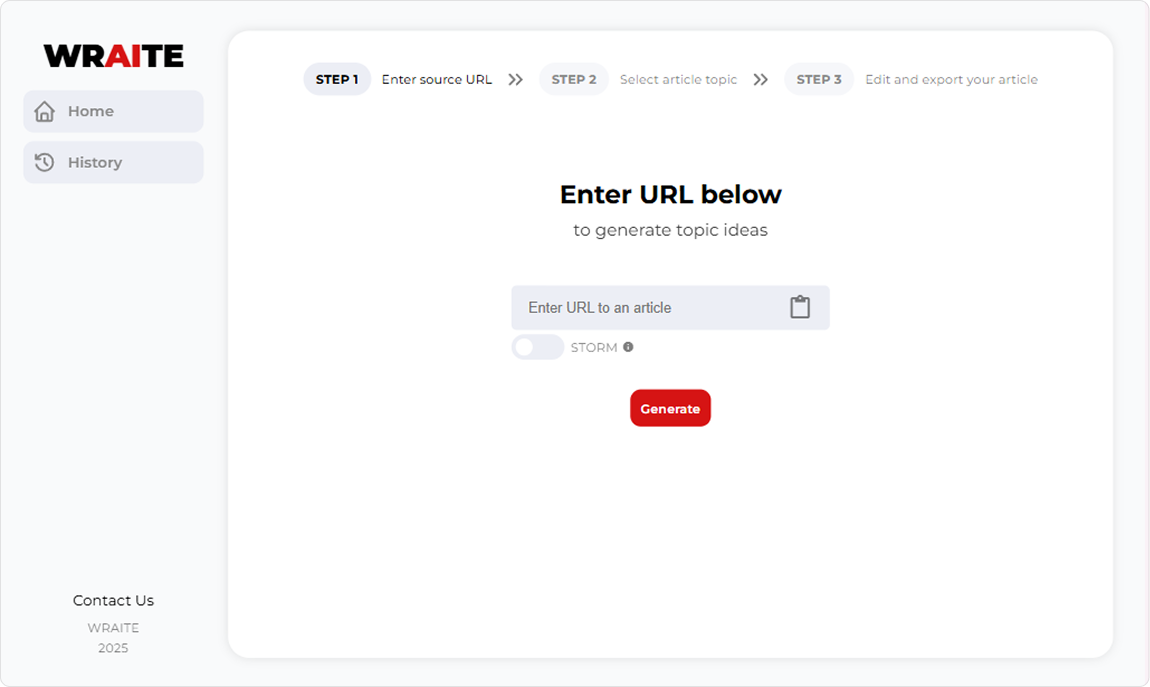 WRAITE
Home
History
STEP 1 Enter source URL STEP 2 Select article topic STEP 3 Edit and export your article
Enter URL below
to generate topic ideas
Enter URL to an article
STORM
Generate
Contact Us
WRAITE
2025